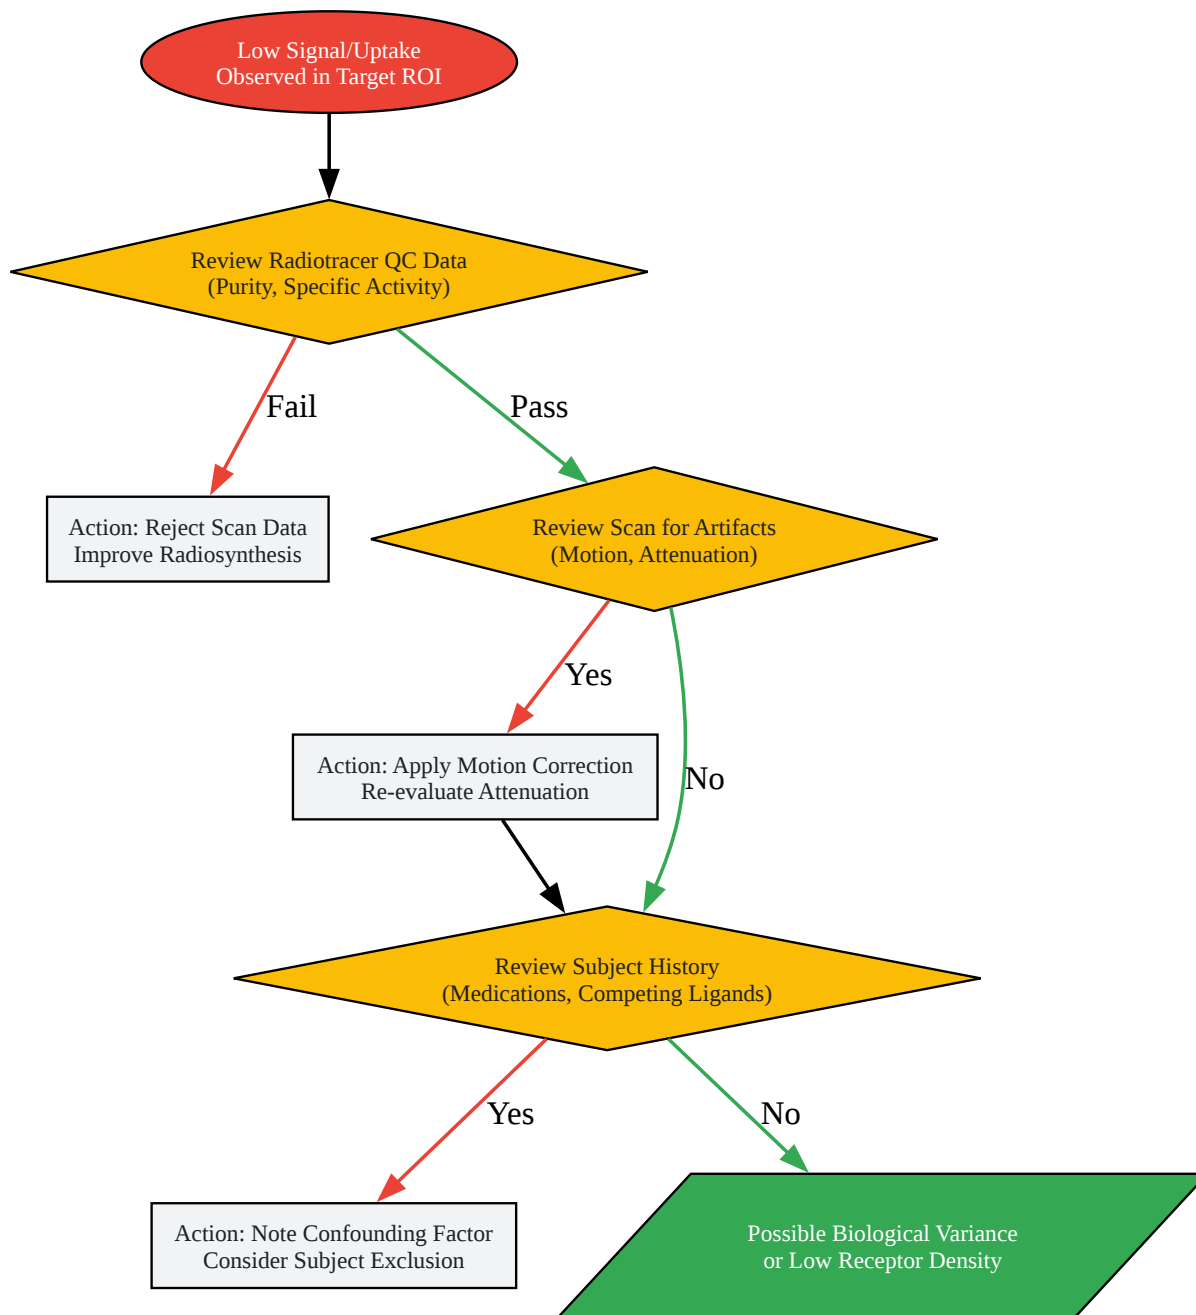 Low Signal/Uptake
Observed in Target ROI
Review Radiotracer QC Data
(Purity, Specific Activity)
Fail
Pass
Action: Reject Scan Data
Improve Radiosynthesis
Review Scan for Artifacts
(Motion, Attenuation)
Yes
No
Action: Apply Motion Correction
Re-evaluate Attenuation
Review Subject History
(Medications, Competing Ligands)
Yes
No
Action: Note Confounding Factor
Consider Subject Exclusion
Possible Biological Variance
or Low Receptor Density